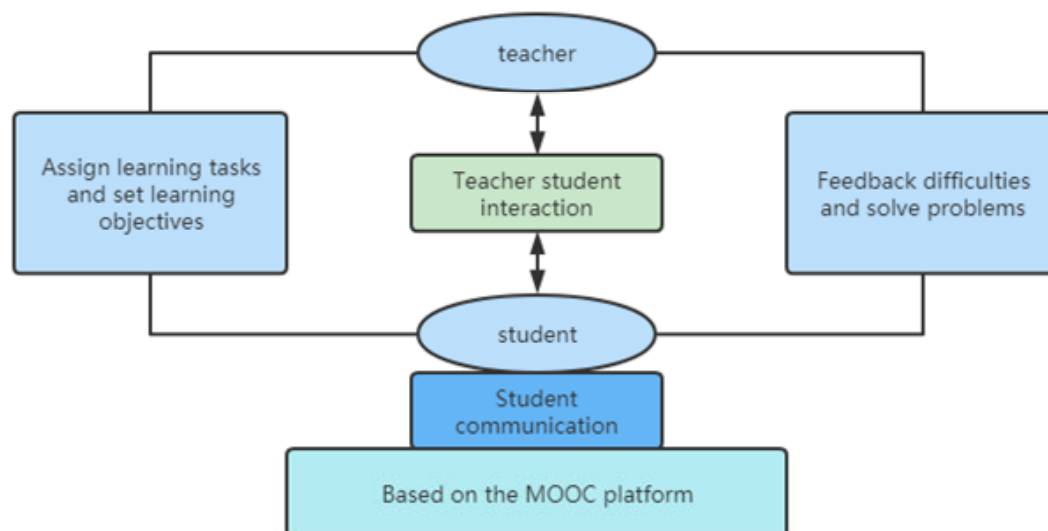 teacher
Assign learning tasks
and set learning
objectives
Teacher student
interaction
Feedback difficulties
and solve problems
student
Student
communication
Based on the MOOC platform